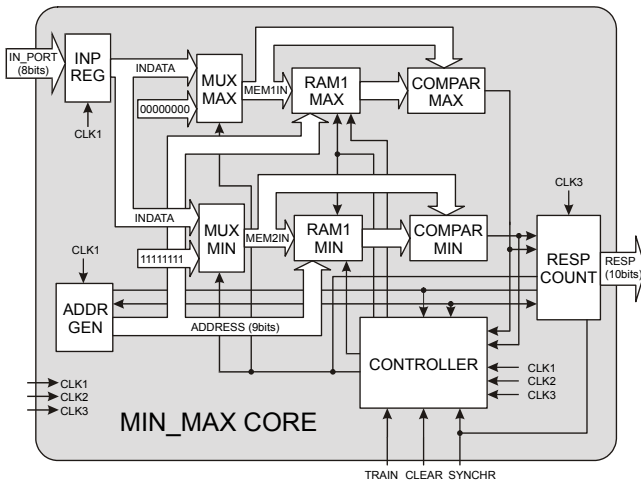 IN_PORT
(8bits)
INP
REG
CLK1
INDATA
00000000
MUX
MAX
MEM1IN
RAM1
MAX
COMPAR
MAX
INDATA
11111111
MUX
MIN
MEM2IN
RAM1
MIN
COMPAR
MIN
CLK3
RESP
COUNT
RESP
(10bits)
CLK1
ADDR
GEN
ADDRESS (9bits)
CONTROLLER
CLK1
CLK2
CLK3
CLK1
CLK2
CLK3
MIN_MAX CORE
TRAIN
CLEAR
SYNCHR